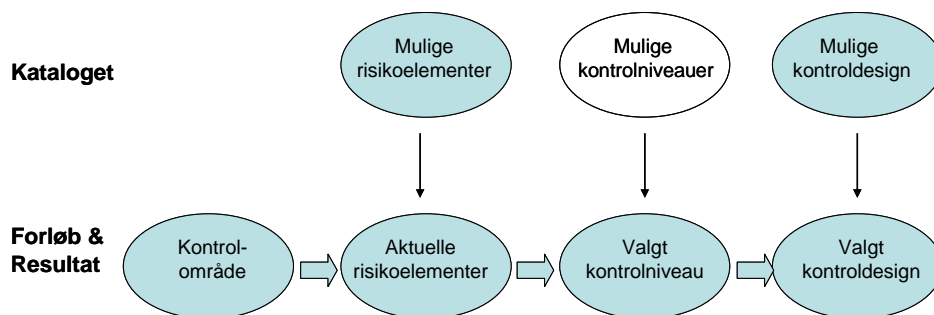 Kataloget
Mulige
risikoelementer
Mulige
kontrolniveauer
Mulige
kontroldesign
Forløb &
Resultat
Kontrol-
område
Aktuelle
risikoelementer
Valgt
kontrolniveau
Valgt
kontroldesign